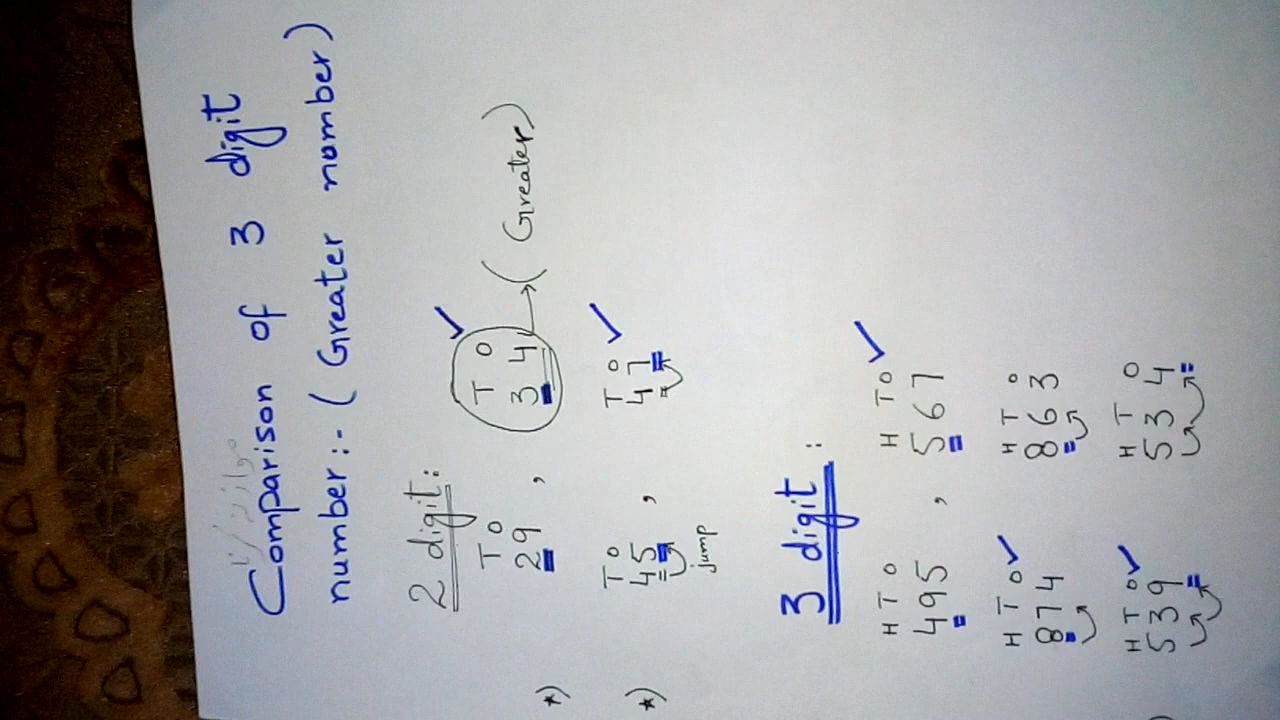 Comparison of 3 digit
number:- ( Greater number)
2 digit:
T O T O
29 , 34 → ( Greater)
*)
T O T O
45 , 47
jump
*)
3 digit :
H T O H T O
495 , 567
H T O H T O
874 863
H T O H T O
539 534